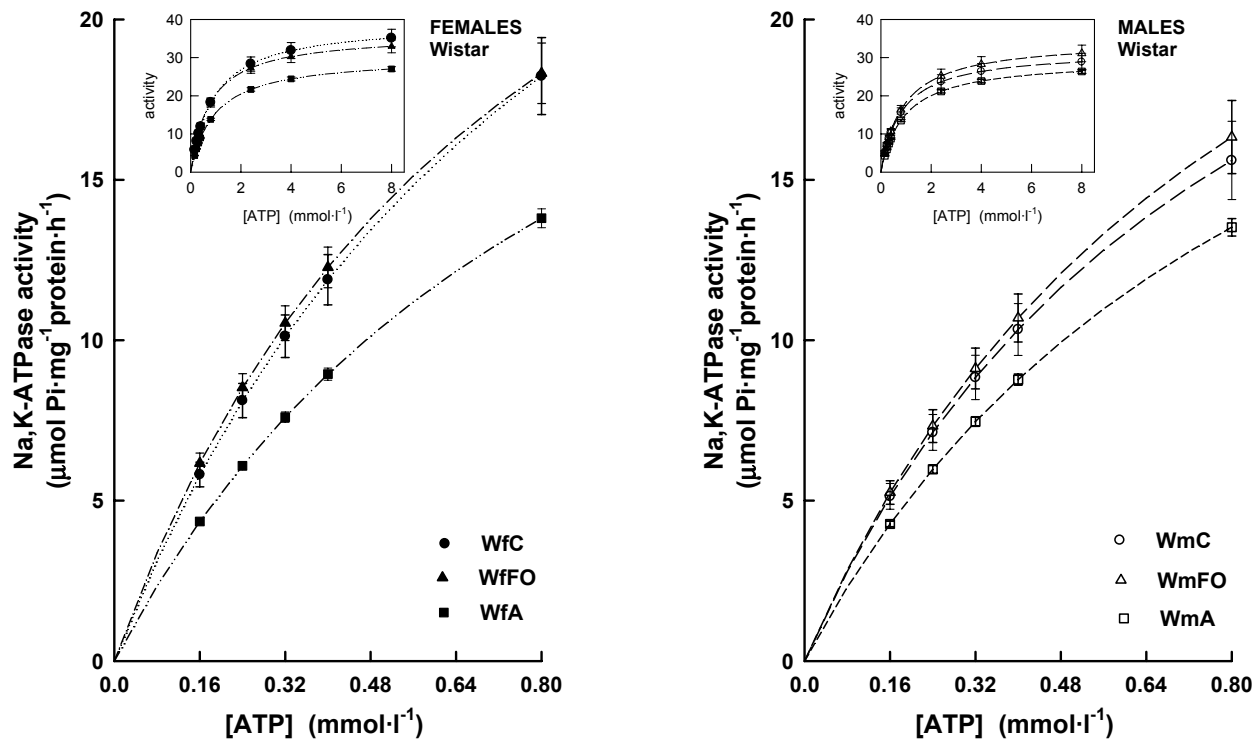 FEMALES
Wistar
40
30
20
10
0
activity
0 2 4 6 8
[ATP] (mmol·l⁻¹)
20
15
10
5
0
Na,K-ATPase activity
(μmol Pi·mg⁻¹protein·h⁻¹)
WfC
WfFO
WfA
0.0 0.16 0.32 0.48 0.64 0.80
[ATP] (mmol·l⁻¹)
MALES
Wistar
40
30
20
10
0
activity
0 2 4 6 8
[ATP] (mmol·l⁻¹)
20
15
10
5
0
Na,K-ATPase activity
(μmol Pi·mg⁻¹protein·h⁻¹)
WmC
WmFO
WmA
0.0 0.16 0.32 0.48 0.64 0.80
[ATP] (mmol·l⁻¹)